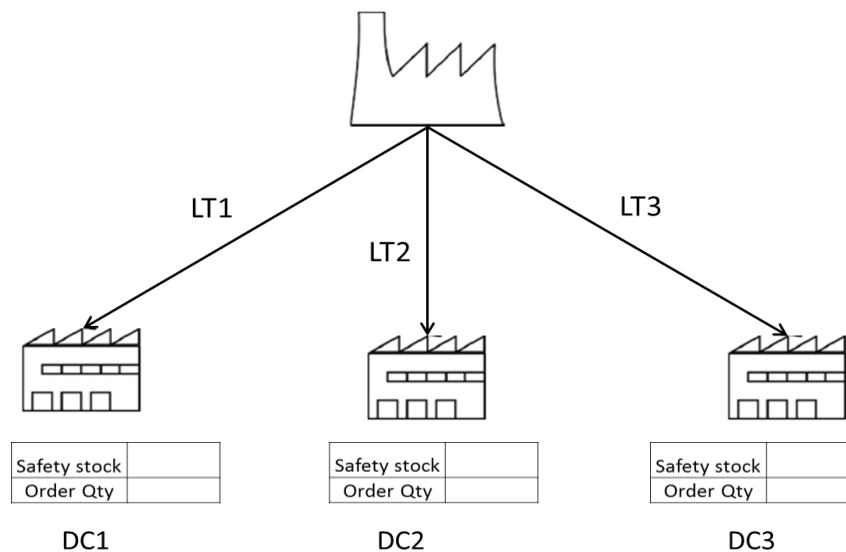 LT1
LT2
LT3
Safety stock
Order Qty
DC1
Safety stock
Order Qty
DC2
Safety stock
Order Qty
DC3